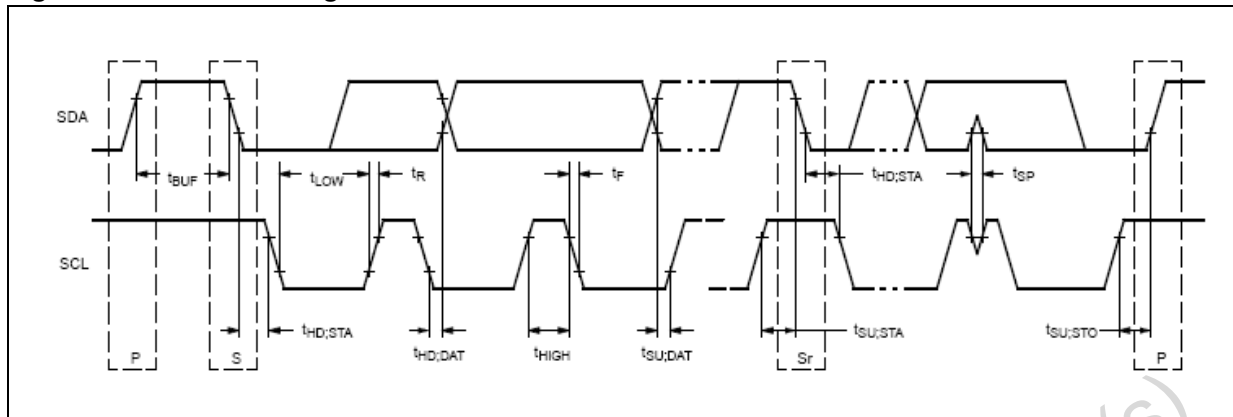 SDA
tBUF
tLOW
tR
tF
tHD;STA
tSP
SCL
tHD;STA
tHD;DAT
tHIGH
tSU;DAT
tSU;STA
tSU;STO
P
S
Sr
P